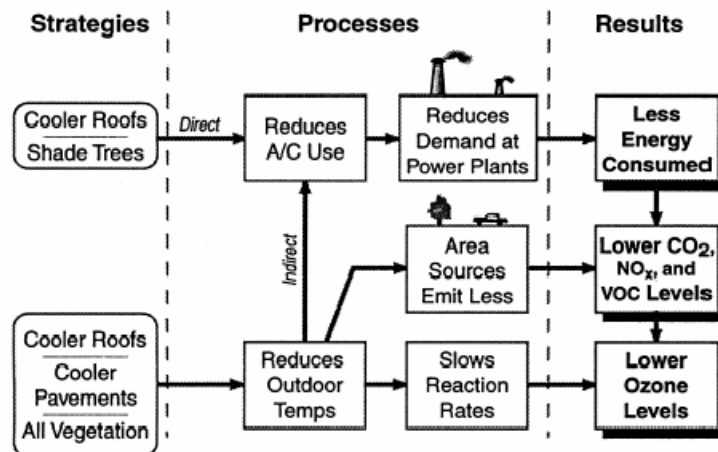 Strategies
Processes
Results
Cooler Roofs
Shade Trees
Direct
Reduces
A/C Use
Reduces
Demand at
Power Plants
Less
Energy
Consumed
Indirect
Area
Sources
Emit Less
Lower CO2,
NOx, and
VOC Levels
Cooler Roofs
Cooler
Pavements
All Vegetation
Reduces
Outdoor
Temps
Slows
Reaction
Rates
Lower
Ozone
Levels